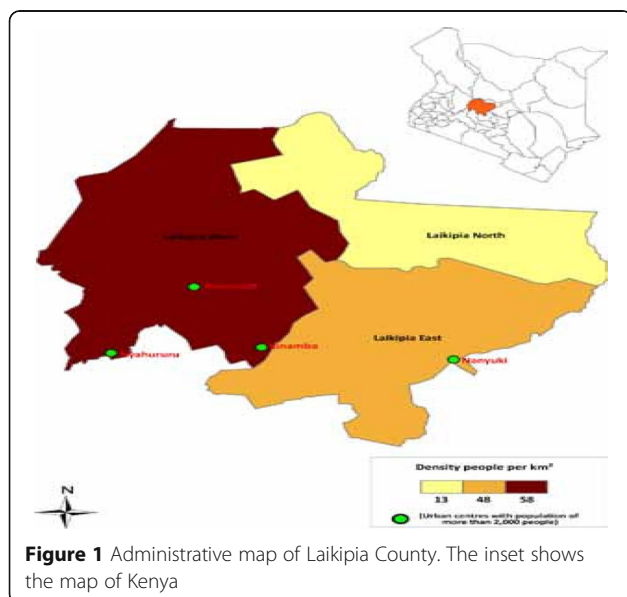 Laikipia North
Laikipia East
Nyahururu
Kinamba
Nanyuki
Density people per km²
13 48 58
(Urban centres with population of
more than 2,000 people)
N
Figure 1 Administrative map of Laikipia County. The inset shows
the map of Kenya